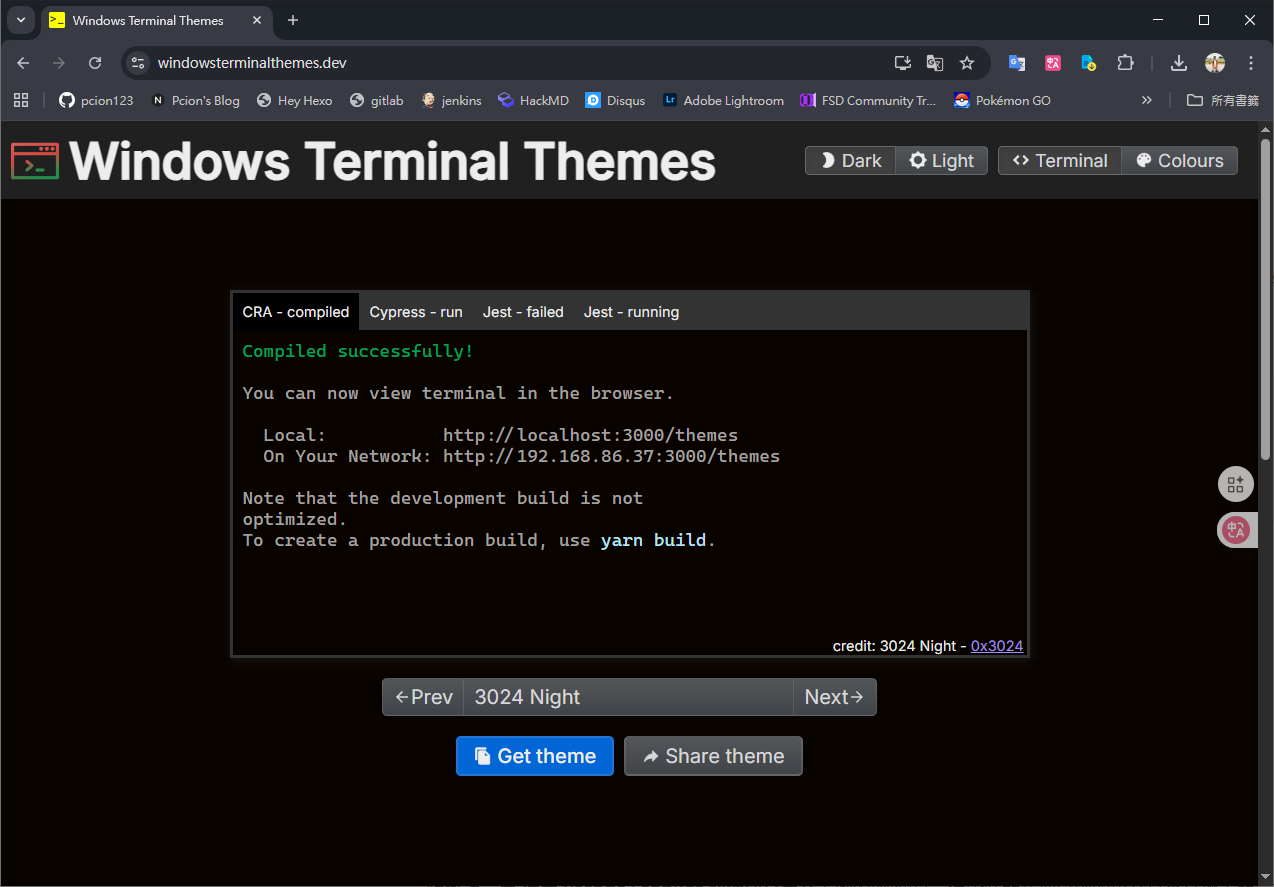 Windows Terminal Themes
windowsterminalthemes.dev
pcion123 Pcion's Blog Hey Hexo gitlab jenkins HackMD Disqus Adobe Lightroom FSD Community Tr... Pokémon GO 所有書籤
Windows Terminal Themes Dark Light Terminal Colours
CRA - compiled Cypress - run Jest - failed Jest - running
Compiled successfully!
You can now view terminal in the browser.
Local: http://localhost:3000/themes
On Your Network: http://192.168.86.37:3000/themes
Note that the development build is not
optimized.
To create a production build, use yarn build.
credit: 3024 Night - 0x3024
Prev 3024 Night Next
Get theme Share theme